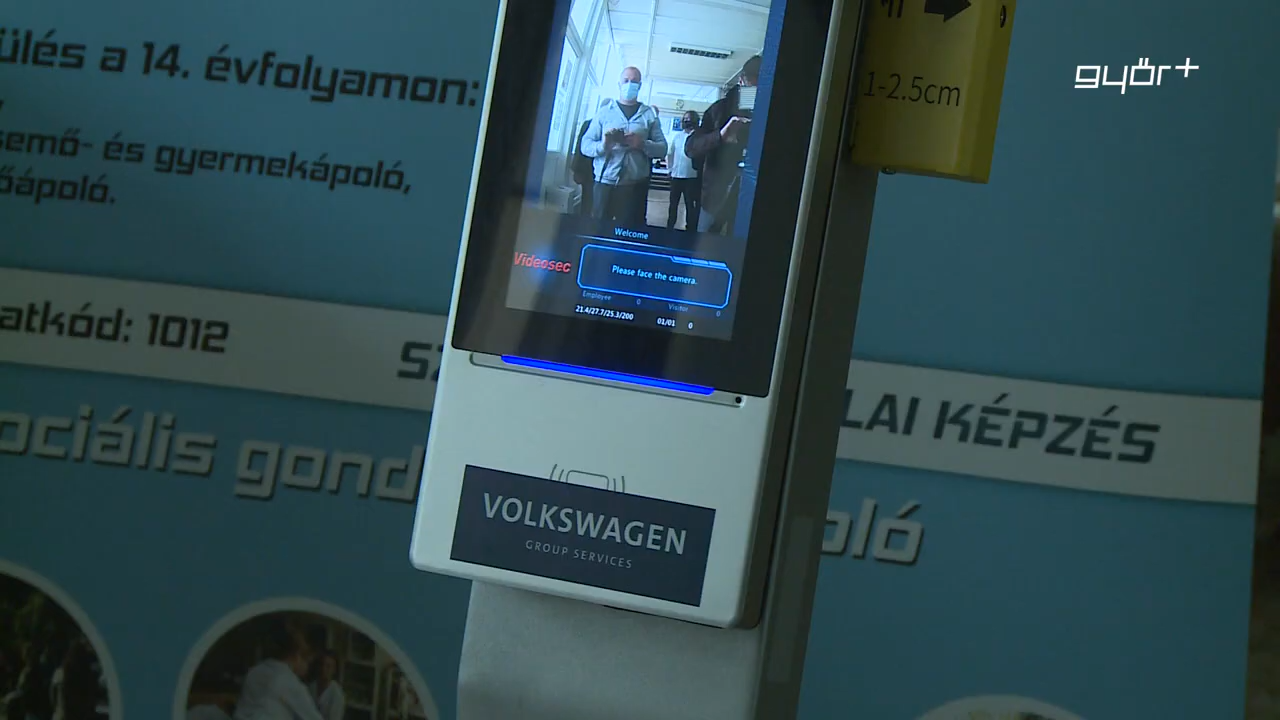 ülés a 14. évfolyamon:
semő- és gyermekápoló,
őápoló.
atkód: 1012
SZ
LAI KÉPZÉS
ociális gond
oló
1-2.5cm
győr+
Welcome
Videosec
Please face the camera.
Employee 0 Visitor 0
21.4/27.7/25.3/200 01/01 0
VOLKSWAGEN
GROUP SERVICES